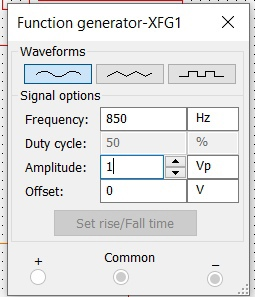 Function generator-XFG1
Waveforms
Signal options
Frequency: 850 Hz
Duty cycle: 50 %
Amplitude: 1 Vp
Offset: 0 V
Set rise/Fall time
+ Common −